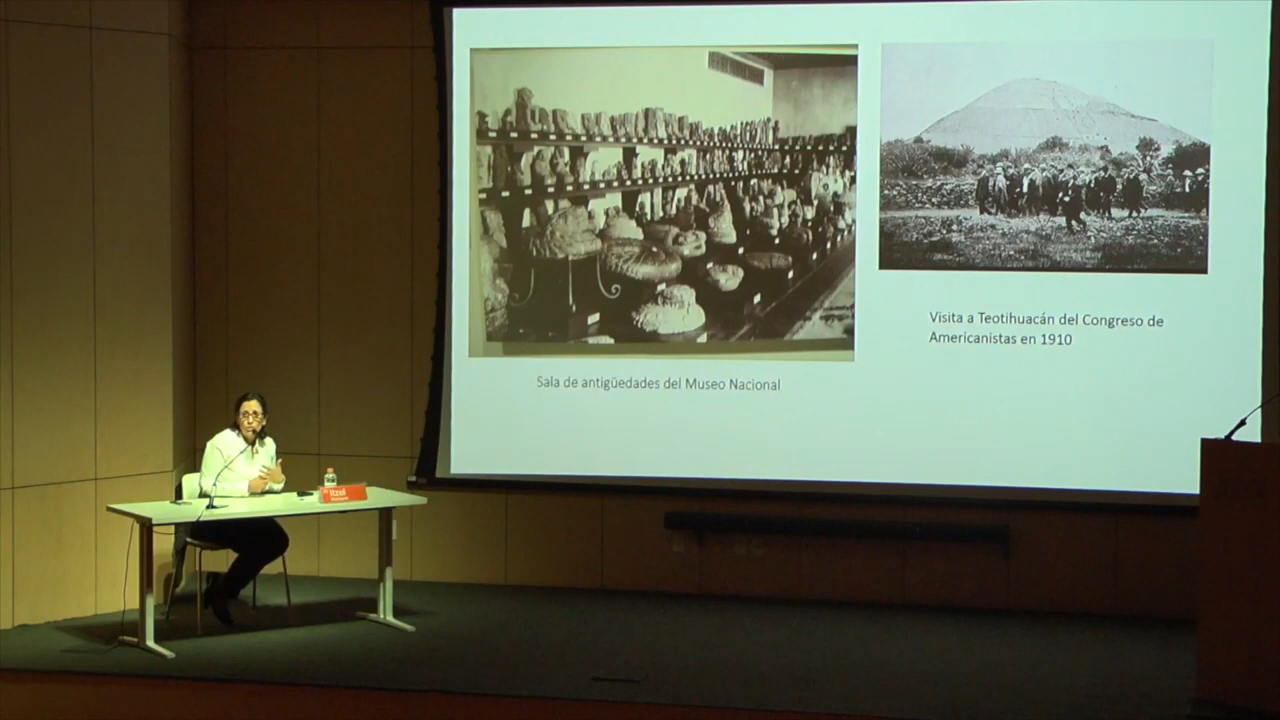 Sala de antigüedades del Museo Nacional
Visita a Teotihuacán del Congreso de
Americanistas en 1910
Itzel